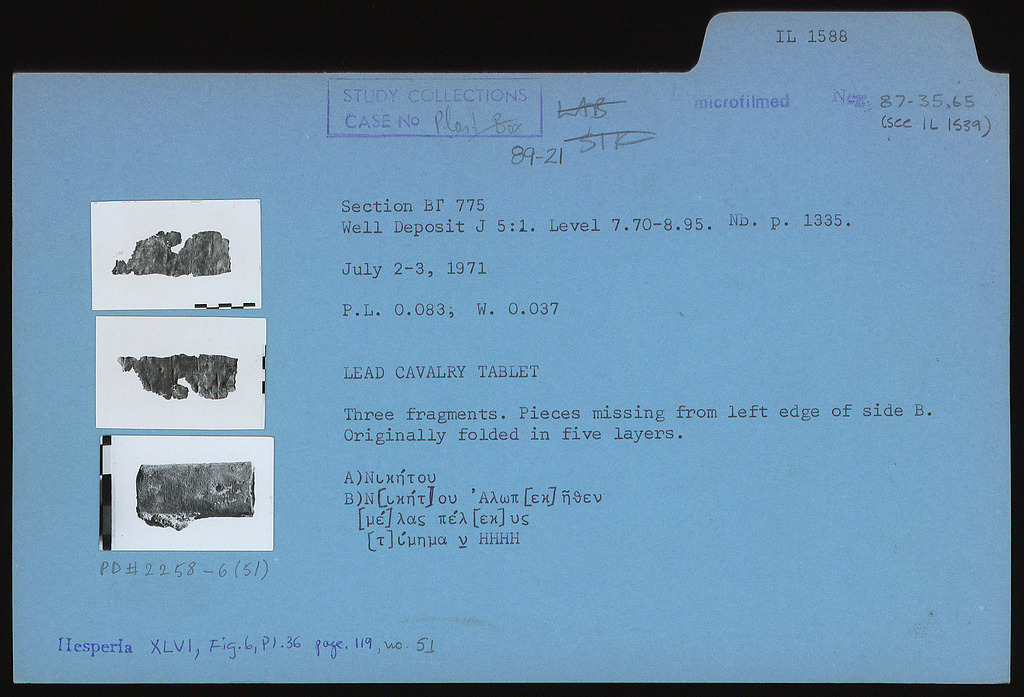 IL 1588
STUDY COLLECTIONS
CASE No Plast Box
LAB
STK
89-21
microfilmed
Neg. 87-35,65
(see IL 1539)
Section ΒΓ 775
Well Deposit J 5:1. Level 7.70-8.95. Nb. p. 1335.
July 2-3, 1971
P.L. 0.083; W. 0.037
LEAD CAVALRY TABLET
Three fragments. Pieces missing from left edge of side B.
Originally folded in five layers.
A)Νικήτου
B)Ν[ικήτ]ου Ἀλωπ[εκ]ῆθεν
[μέ]λας πέλ[εκ]υς
[τ]ίμημα v HHHH
PD# 2258-6(51)
Hesperia XLVI, Fig.6, Pl.36 page. 119, no. 51